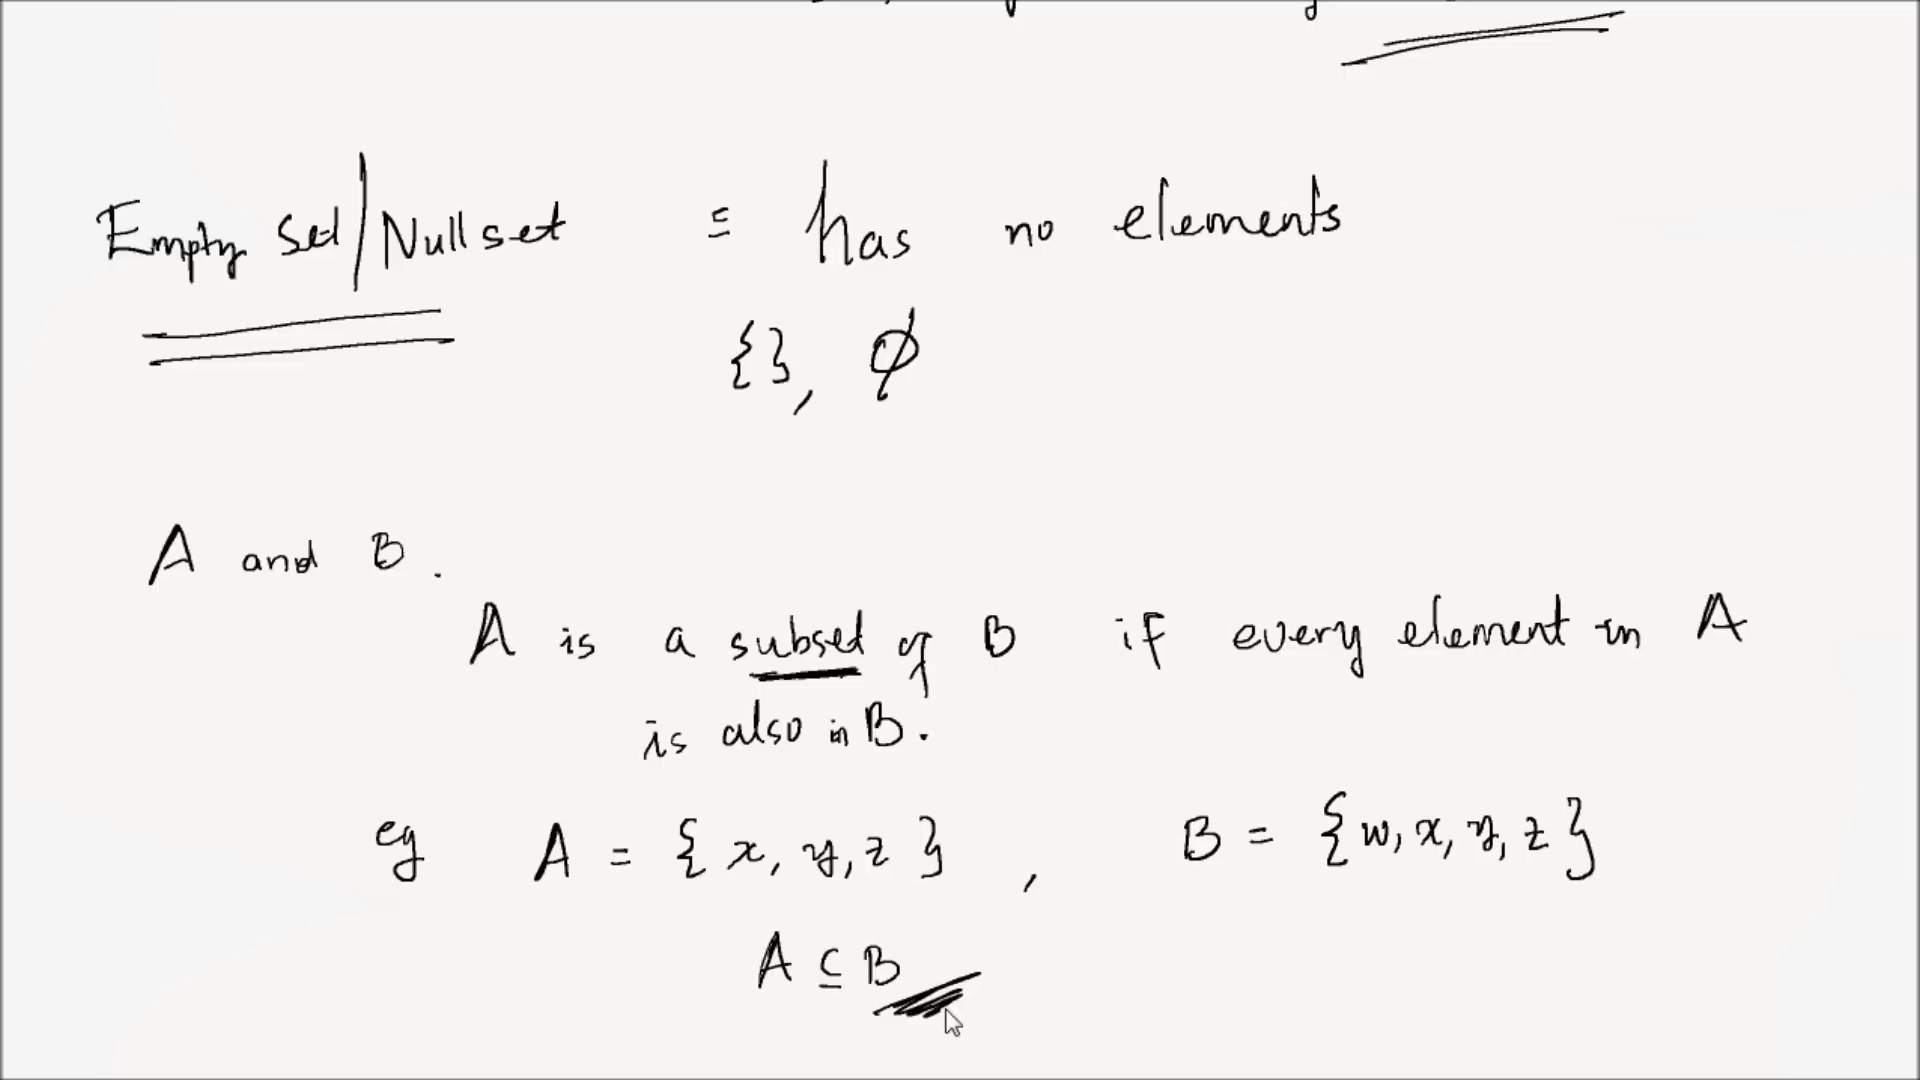 Empty set/Null set = has no elements
{}, ϕ
A and B.
A is a subset of B if every element in A
is also in B.
eg A = { x, y, z } , B = { w, x, y, z }
A ⊆ B